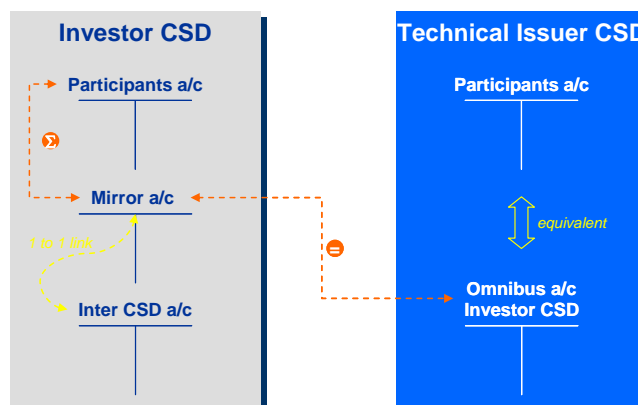 Investor CSD
Participants a/c
Σ
Mirror a/c
1 to 1 link
Inter CSD a/c
=
Technical Issuer CSD
Participants a/c
equivalent
Omnibus a/c
Investor CSD